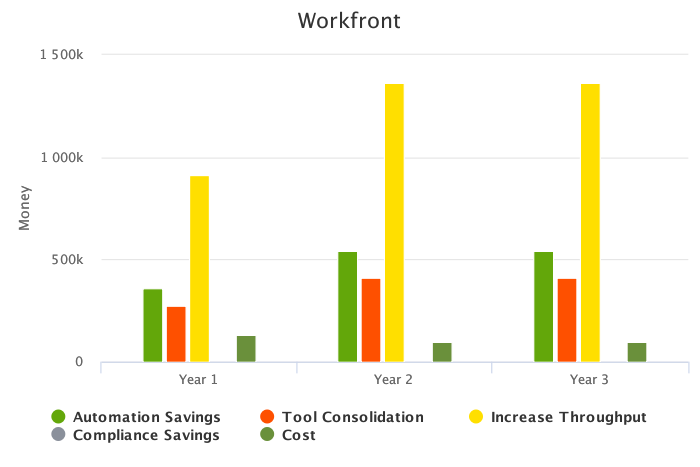 Workfront
1 500k
1 000k
500k
0
Money
Year 1 Year 2 Year 3
Automation Savings Tool Consolidation Increase Throughput
Compliance Savings Cost